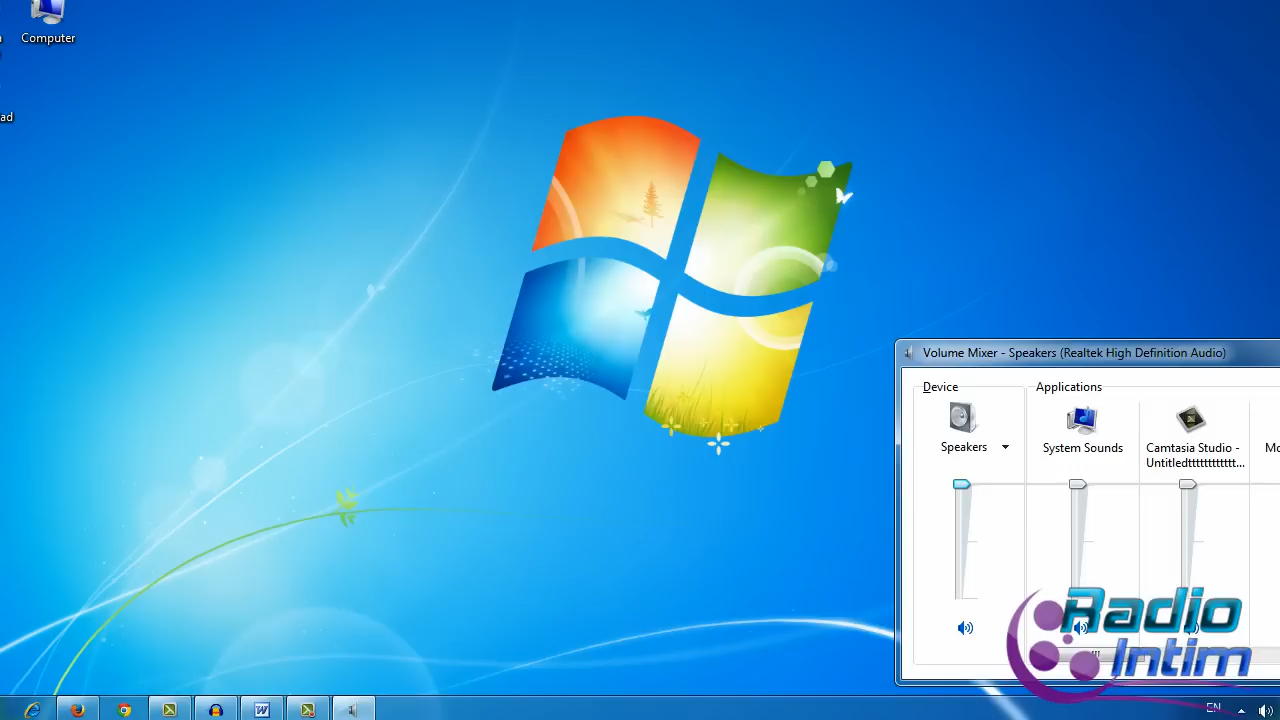 Computer
ad
Volume Mixer - Speakers (Realtek High Definition Audio)
Device
Applications
Speakers
System Sounds
Camtasia Studio -
Untitledttttttttttt...
Mo
Radio
Intim
EN